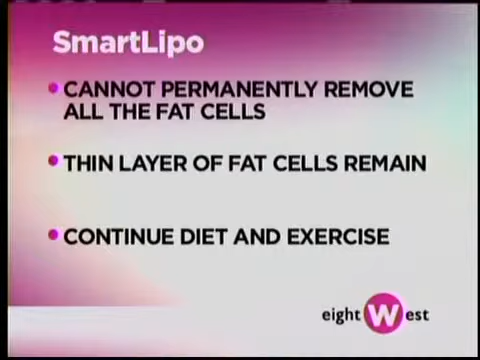 SmartLipo
• CANNOT PERMANENTLY REMOVE
ALL THE FAT CELLS
• THIN LAYER OF FAT CELLS REMAIN
• CONTINUE DIET AND EXERCISE
eight West